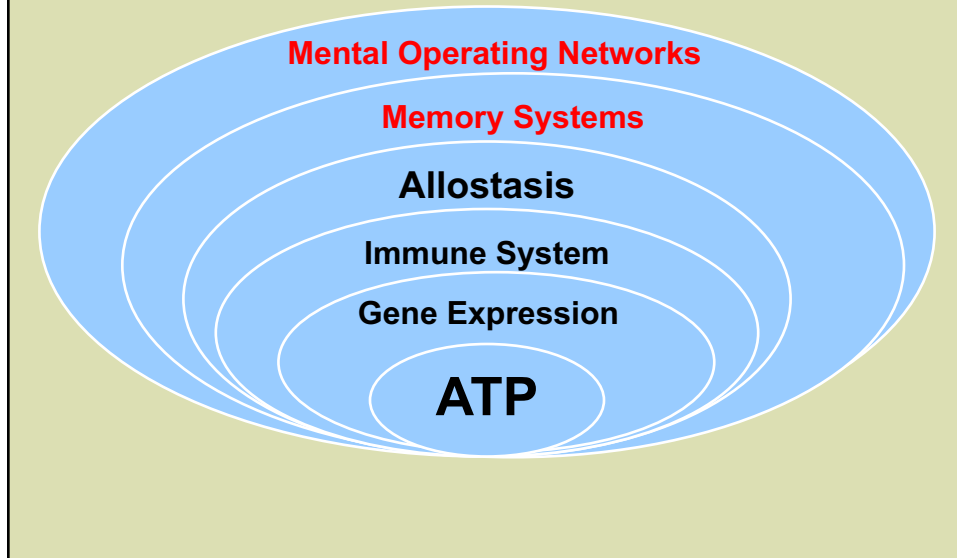 Mental Operating Networks
Memory Systems
Allostasis
Immune System
Gene Expression
ATP